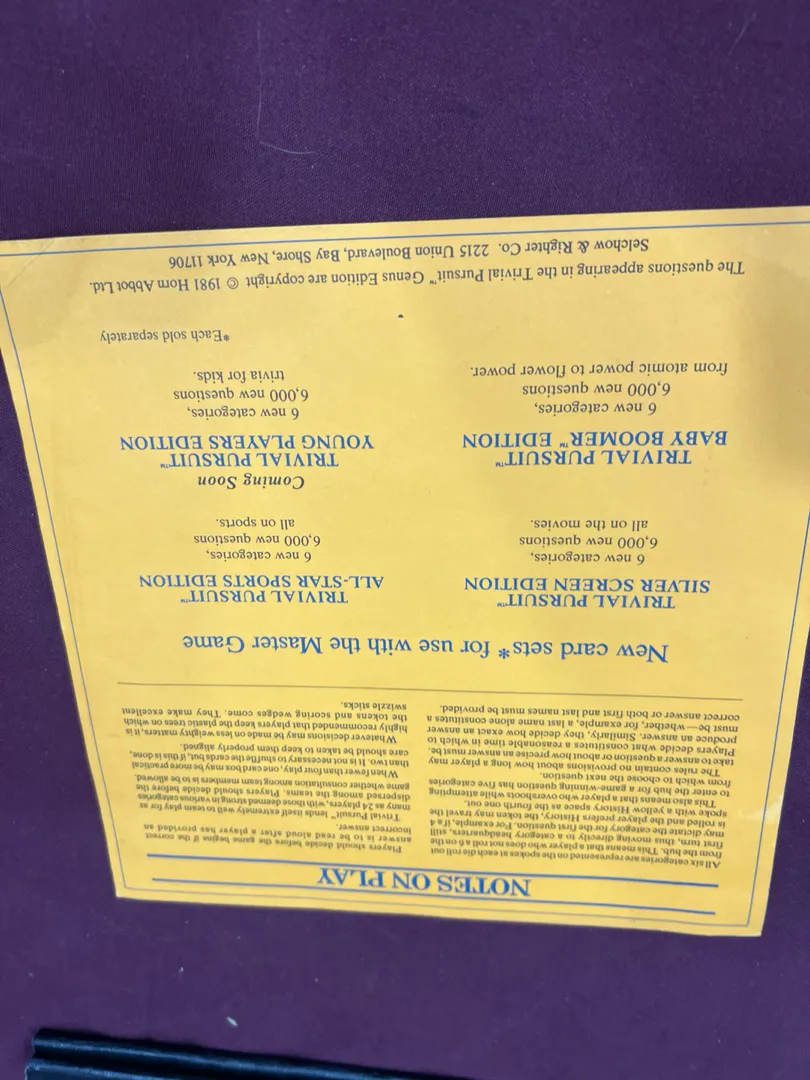 NOTES ON PLAY
All six categories are represented on the spokes at each die roll out
from the hub. This means that a player who does not roll a 6 on the
first turn, thus moving directly to a category headquarters, still
may dictate the category for the first question. For example, if a 4
is rolled and the player prefers History, the token may travel the
spoke with a yellow History space as the fourth one out.
This also means that a player who overshoots while attempting
to enter the hub for a game-winning question has five categories
from which to choose the next question.
The rules contain no provisions about how long a player may
take to answer a question or about how precise an answer must be.
Players decide what constitutes a reasonable time in which to
produce an answer. Similarly, they decide how exact an answer
must be—whether, for example, a last name alone constitutes a
correct answer or both first and last names must be provided.
Players should decide before the game begins if the correct
answer is to be read aloud after a player has provided an
incorrect answer.
Trivial Pursuit™ lends itself extremely well to team play for as
many as 24 players, with those deemed strong in various categories
dispersed among the teams. Players should decide before the
game whether consultation among team members is to be allowed.
When fewer than four play, one card box may be more practical
than two. It is not necessary to shuffle the cards but, if this is done,
care should be taken to keep them properly aligned.
Whatever decisions may be made on less weighty matters, it is
highly recommended that players keep the plastic trees on which
the tokens and scoring wedges come. They make excellent
swizzle sticks.
New card sets* for use with the Master Game
TRIVIAL PURSUIT™
SILVER SCREEN EDITION
6 new categories,
6,000 new questions
all on the movies.
TRIVIAL PURSUIT™
ALL-STAR SPORTS EDITION
6 new categories,
6,000 new questions
all on sports.
TRIVIAL PURSUIT™
BABY BOOMER™ EDITION
6 new categories,
6,000 new questions
from atomic power to flower power.
Coming Soon
TRIVIAL PURSUIT™
YOUNG PLAYERS EDITION
6 new categories,
6,000 new questions
trivia for kids.
*Each sold separately
The questions appearing in the Trivial Pursuit™ Genus Edition are copyright © 1981 Horn Abbot Ltd.
Selchow & Righter Co. 2215 Union Boulevard, Bay Shore, New York 11706